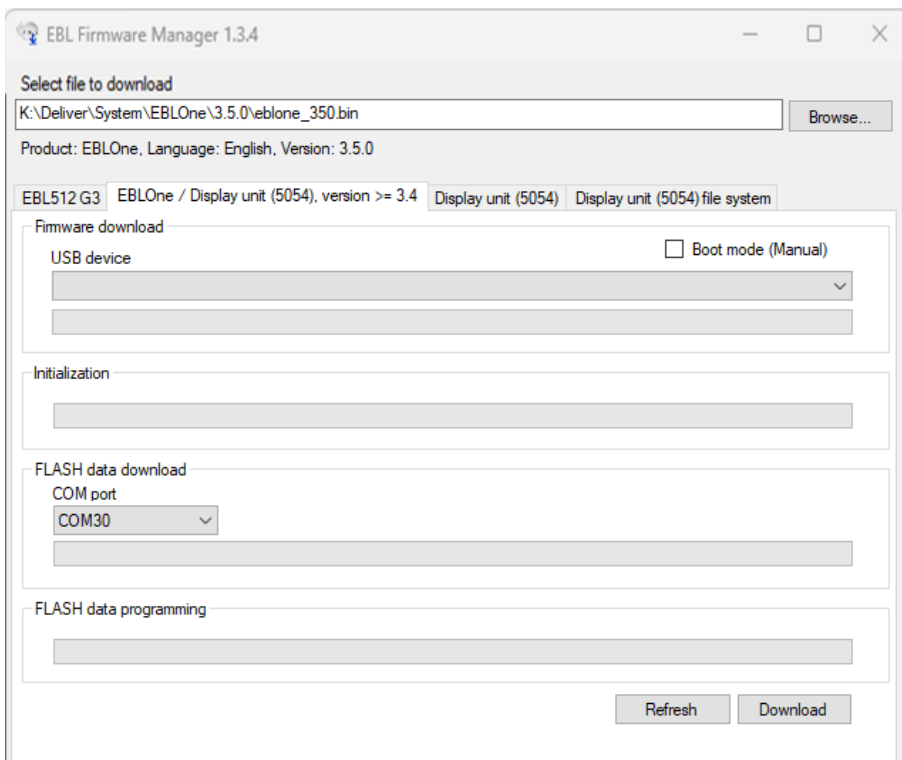 EBL Firmware Manager 1.3.4
Select file to download
K:\Deliver\System\EBLOne\3.5.0\eblone_350.bin
Browse...
Product: EBLOne, Language: English, Version: 3.5.0
EBL512 G3 EBLOne / Display unit (5054), version >= 3.4 Display unit (5054) Display unit (5054) file system
Firmware download
Boot mode (Manual)
USB device
Initialization
FLASH data download
COM port
COM30
FLASH data programming
Refresh Download